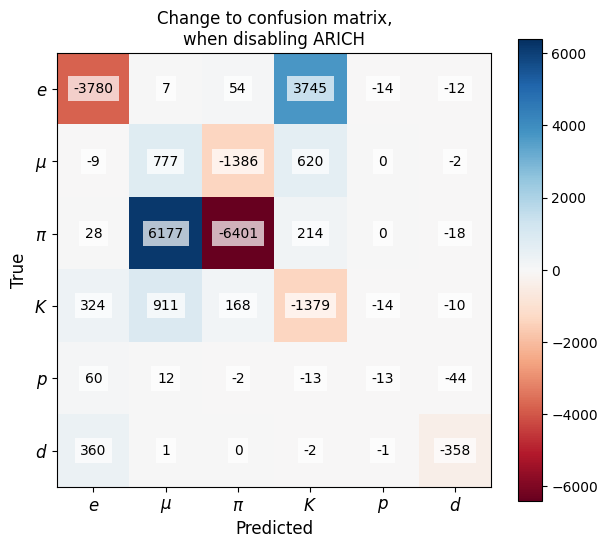 Change to confusion matrix,
when disabling ARICH
e -3780 7 54 3745 -14 -12
μ -9 777 -1386 620 0 -2
π 28 6177 -6401 214 0 -18
K 324 911 168 -1379 -14 -10
p 60 12 -2 -13 -13 -44
d 360 1 0 -2 -1 -358
e μ π K p d
True
Predicted
6000
4000
2000
0
−2000
−4000
−6000